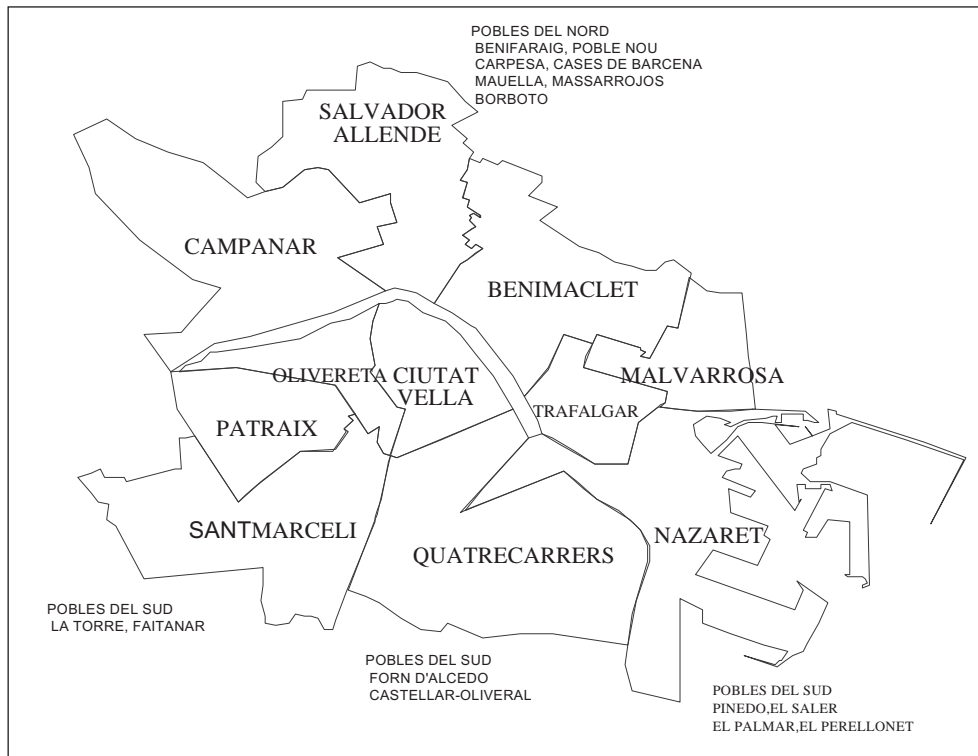 POBLES DEL NORD
BENIFARAIG, POBLE NOU
CARPESA, CASES DE BARCENA
MAUELLA, MASSARROJOS
BORBOTO
SALVADOR
ALLENDE
CAMPANAR
BENIMACLET
OLIVERETA
CIUTAT
VELLA
MALVARROSA
TRAFALGAR
PATRAIX
SANTMARCELI
QUATRECARRERS
NAZARET
POBLES DEL SUD
LA TORRE, FAITANAR
POBLES DEL SUD
FORN D'ALCEDO
CASTELLAR-OLIVERAL
POBLES DEL SUD
PINEDO,EL SALER
EL PALMAR,EL PERELLONET